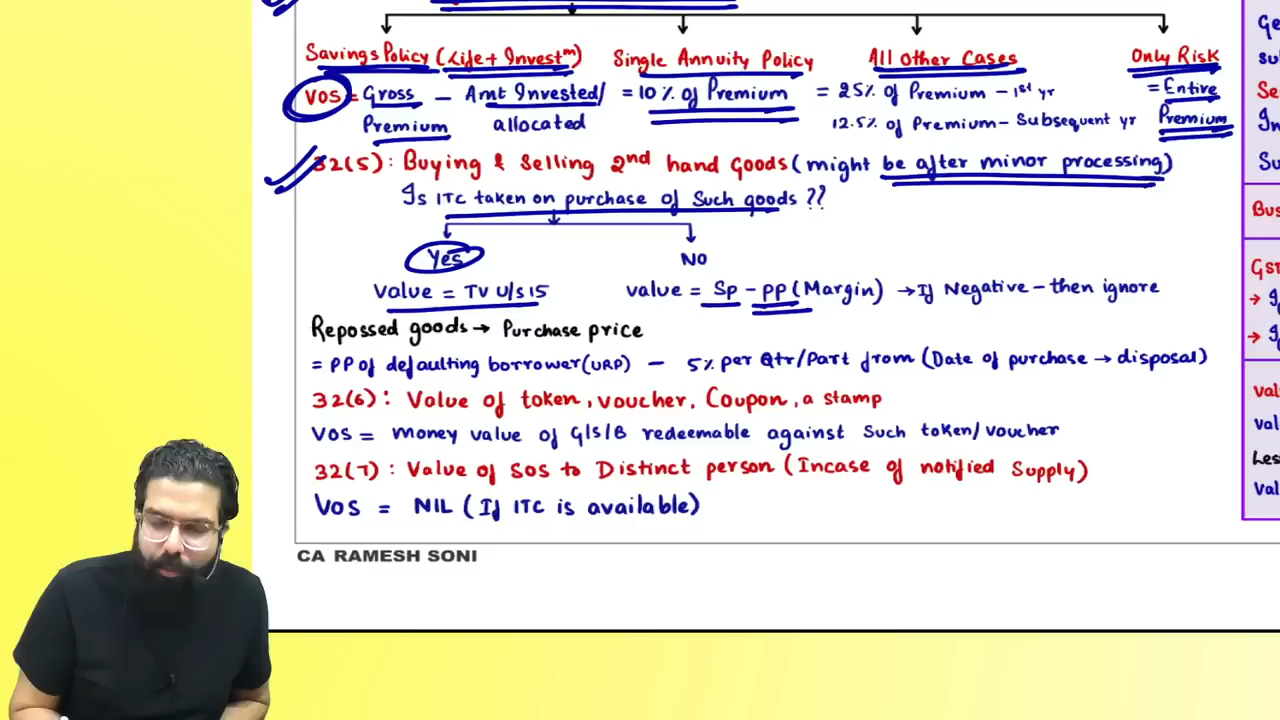 Savings Policy (Life + Investᵐ) Single Annuity Policy All Other Cases Only Risk
VOS = Gross Premium – Amt Invested/ allocated = 10% of Premium = 25% of Premium – 1st yr = Entire Premium
12.5% of Premium – Subsequent yr
32(5): Buying & Selling 2nd hand Goods (might be after minor processing)
Is ITC taken on purchase of Such goods ??
Yes NO
Value = TV U/S 15 value = Sp – pp (Margin) → If Negative – then ignore
Repossed goods → Purchase price
= PP of defaulting borrower (URP) – 5% per Qtr/Part from (Date of purchase → disposal)
32(6): Value of token, voucher, Coupon, a stamp
VOS = money value of G/S/B redeemable against Such token/voucher
32(7): Value of SOS to Distinct person (Incase of notified Supply)
VOS = NIL (If ITC is available)
CA RAMESH SONI